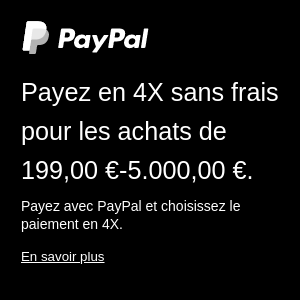 PayPal
Payez en 4X sans frais
pour les achats de
199,00 €-5.000,00 €.
Payez avec PayPal et choisissez le
paiement en 4X.
En savoir plus